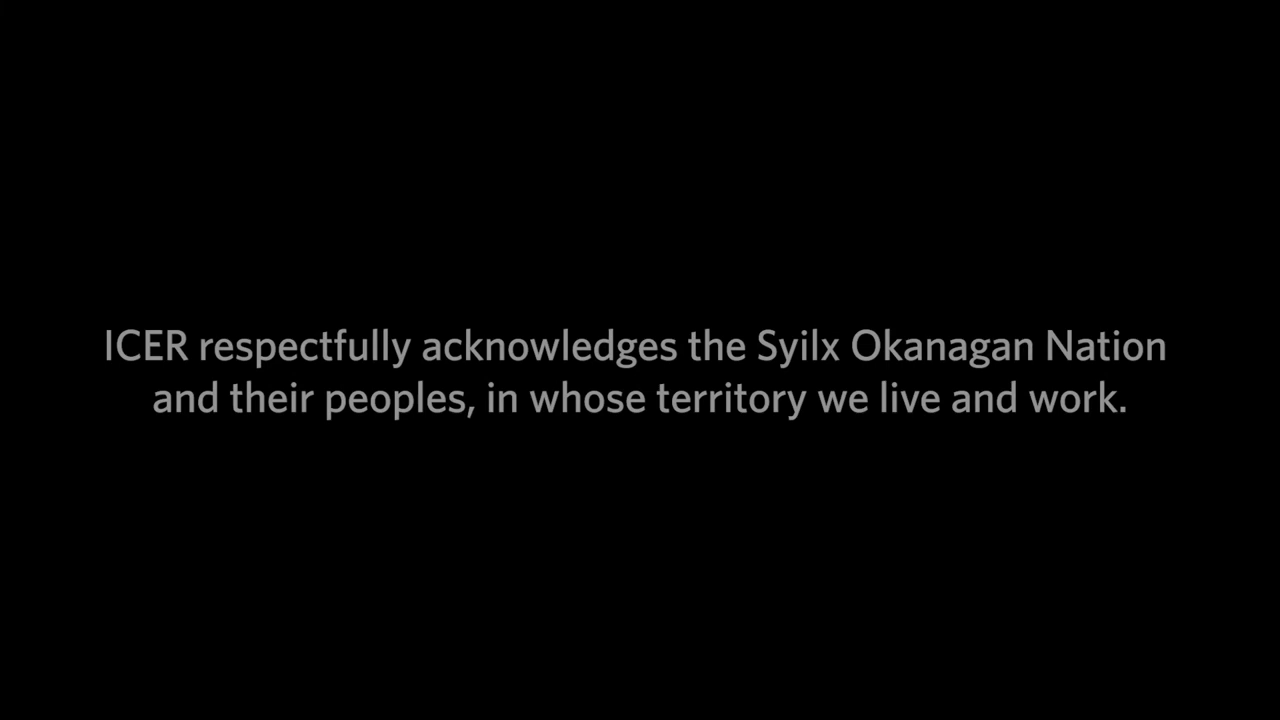 ICER respectfully acknowledges the Syilx Okanagan Nation
and their peoples, in whose territory we live and work.